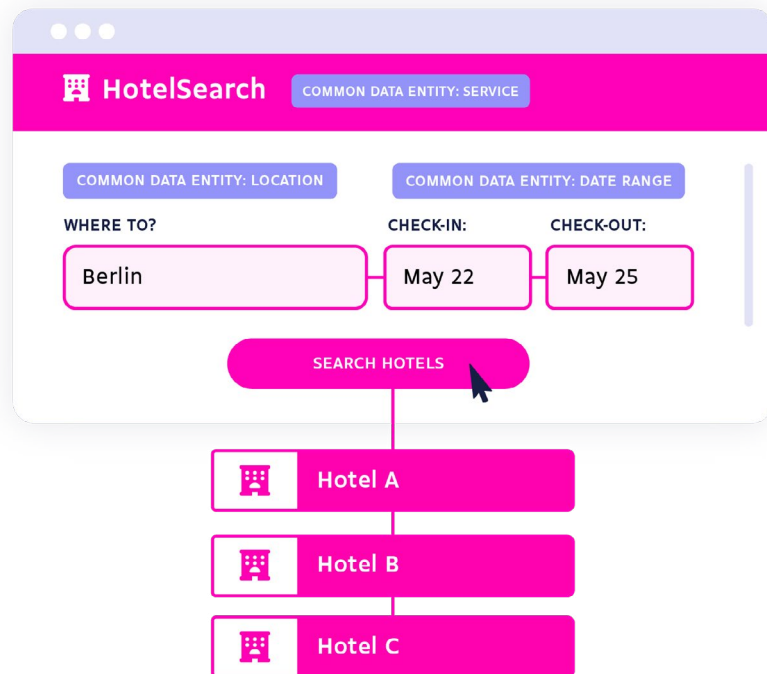 HotelSearch COMMON DATA ENTITY: SERVICE
COMMON DATA ENTITY: LOCATION COMMON DATA ENTITY: DATE RANGE
WHERE TO? CHECK-IN: CHECK-OUT:
Berlin May 22 May 25
SEARCH HOTELS
Hotel A
Hotel B
Hotel C